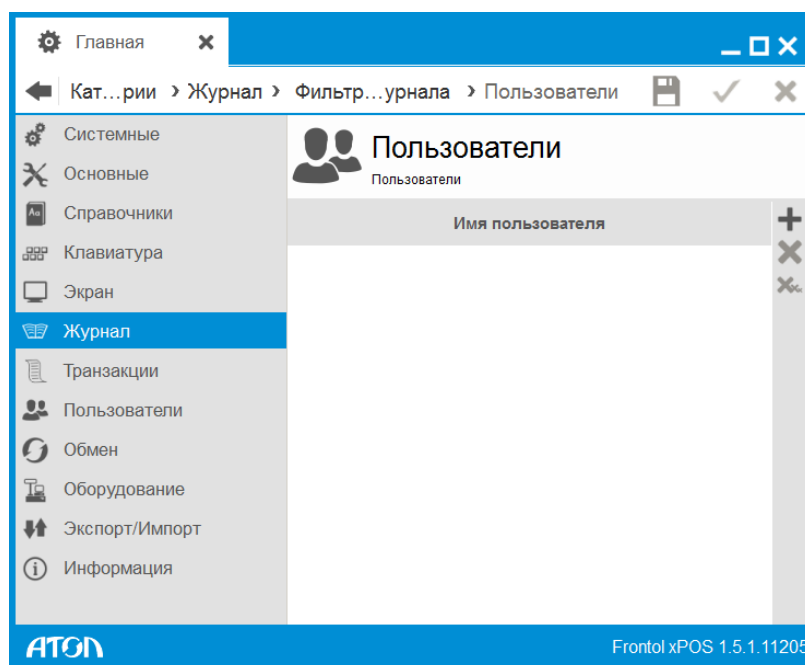 Главная
Кат…рии › Журнал › Фильтр…урнала › Пользователи
Системные
Основные
Справочники
Клавиатура
Экран
Журнал
Транзакции
Пользователи
Обмен
Оборудование
Экспорт/Импорт
Информация
Пользователи
Пользователи
Имя пользователя
ATOL
Frontol xPOS 1.5.1.11205